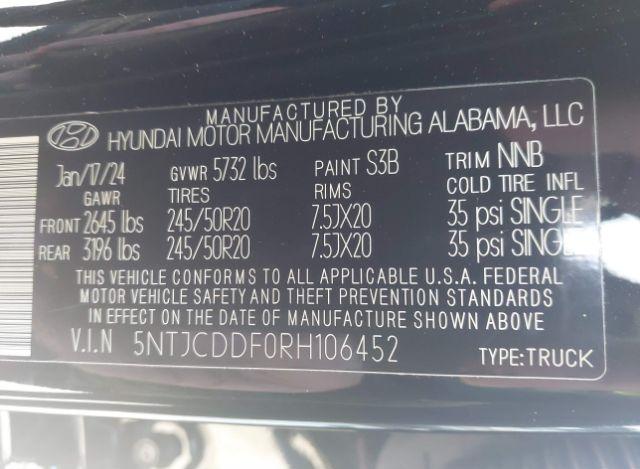 MANUFACTURED BY
HYUNDAI MOTOR MANUFACTURING ALABAMA, LLC
Jan/17/24 GVWR 5732 lbs PAINT S3B TRIM NNB
GAWR TIRES RIMS COLD TIRE INFL
FRONT 2645 lbs 245/50R20 7.5JX20 35 psi SINGLE
REAR 3196 lbs 245/50R20 7.5JX20 35 psi SINGLE
THIS VEHICLE CONFORMS TO ALL APPLICABLE U.S.A. FEDERAL
MOTOR VEHICLE SAFETY AND THEFT PREVENTION STANDARDS
IN EFFECT ON THE DATE OF MANUFACTURE SHOWN ABOVE
V.I.N 5NTJCDDF0RH106452 TYPE:TRUCK